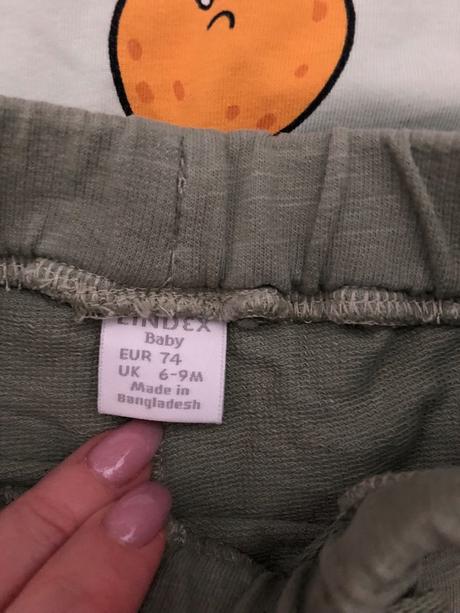 LINDEX
Baby
EUR 74
UK 6-9M
Made in
Bangladesh